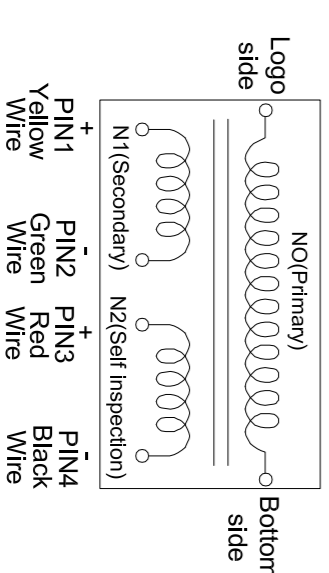 Logo
side
NO(Primary)
Bottom
side
N1(Secondary)
N2(Self inspection)
+
-
+
-
PIN1
PIN2
PIN3
PIN4
Yellow
Green
Red
Black
Wire
Wire
Wire
Wire